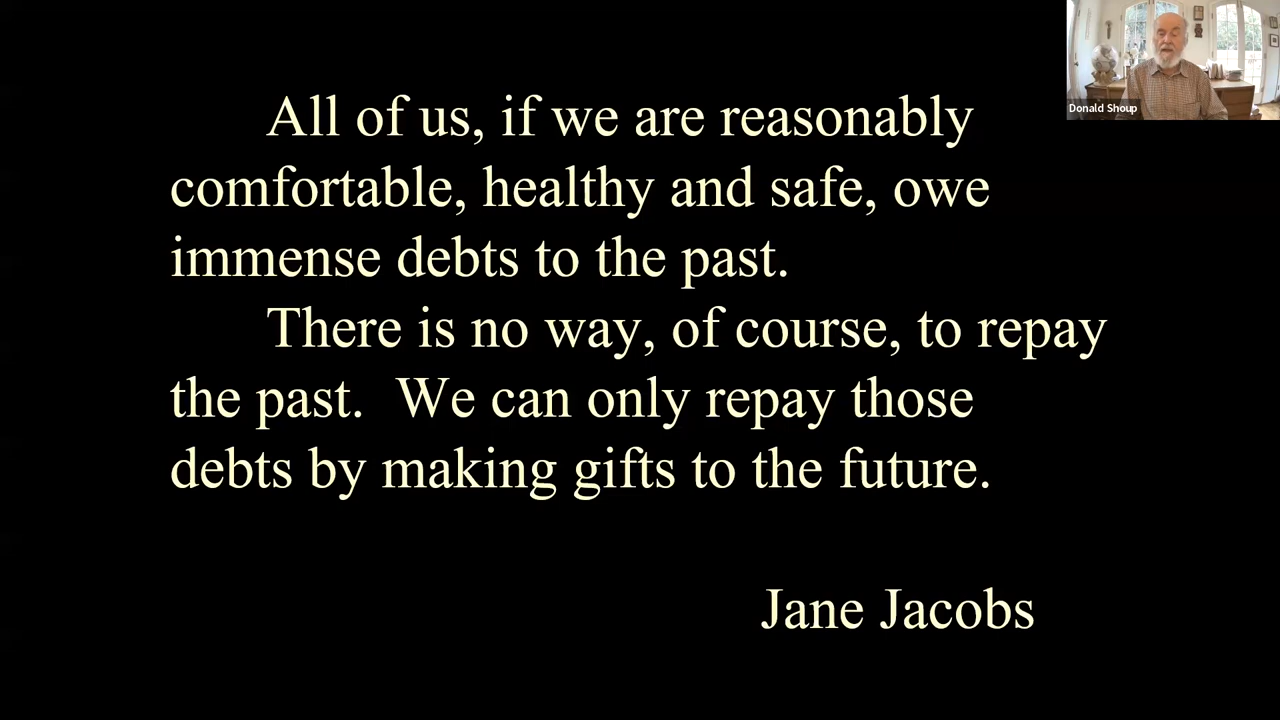 All of us, if we are reasonably
comfortable, healthy and safe, owe
immense debts to the past.
There is no way, of course, to repay
the past.  We can only repay those
debts by making gifts to the future.
Jane Jacobs
Donald Shoup